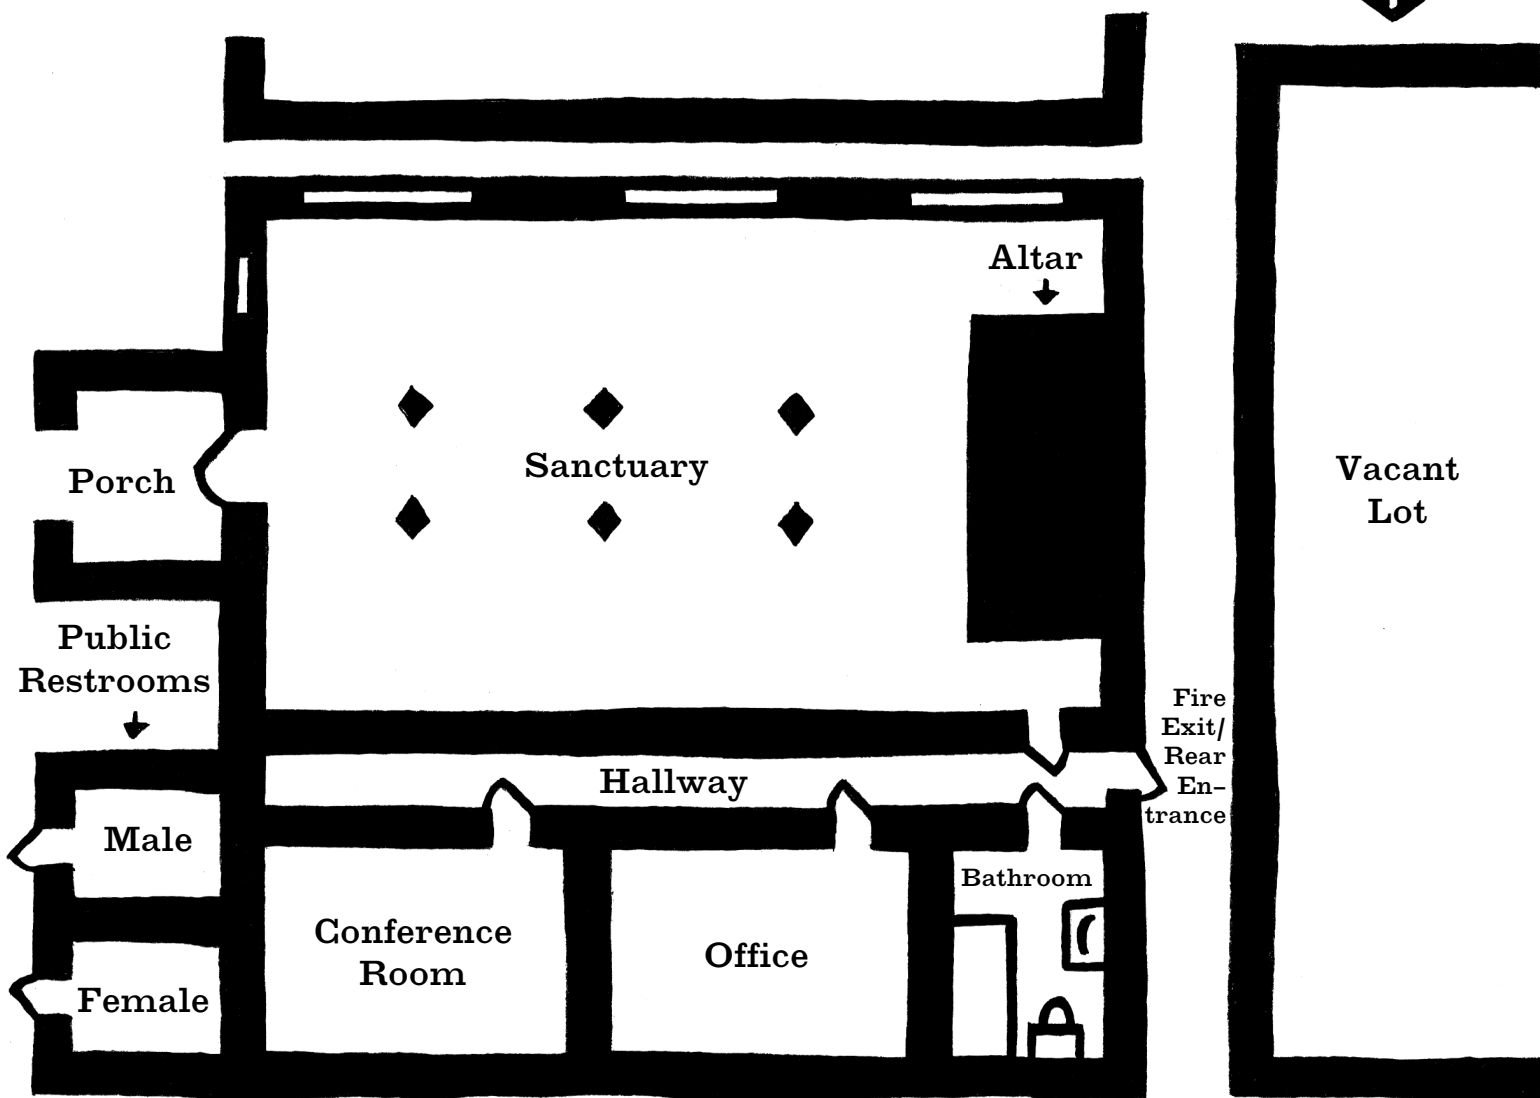 Altar
Sanctuary
Porch
Vacant
Lot
Public
Restrooms
Fire
Exit/
Rear
En-
trance
Hallway
Male
Bathroom
Conference
Room
Office
Female